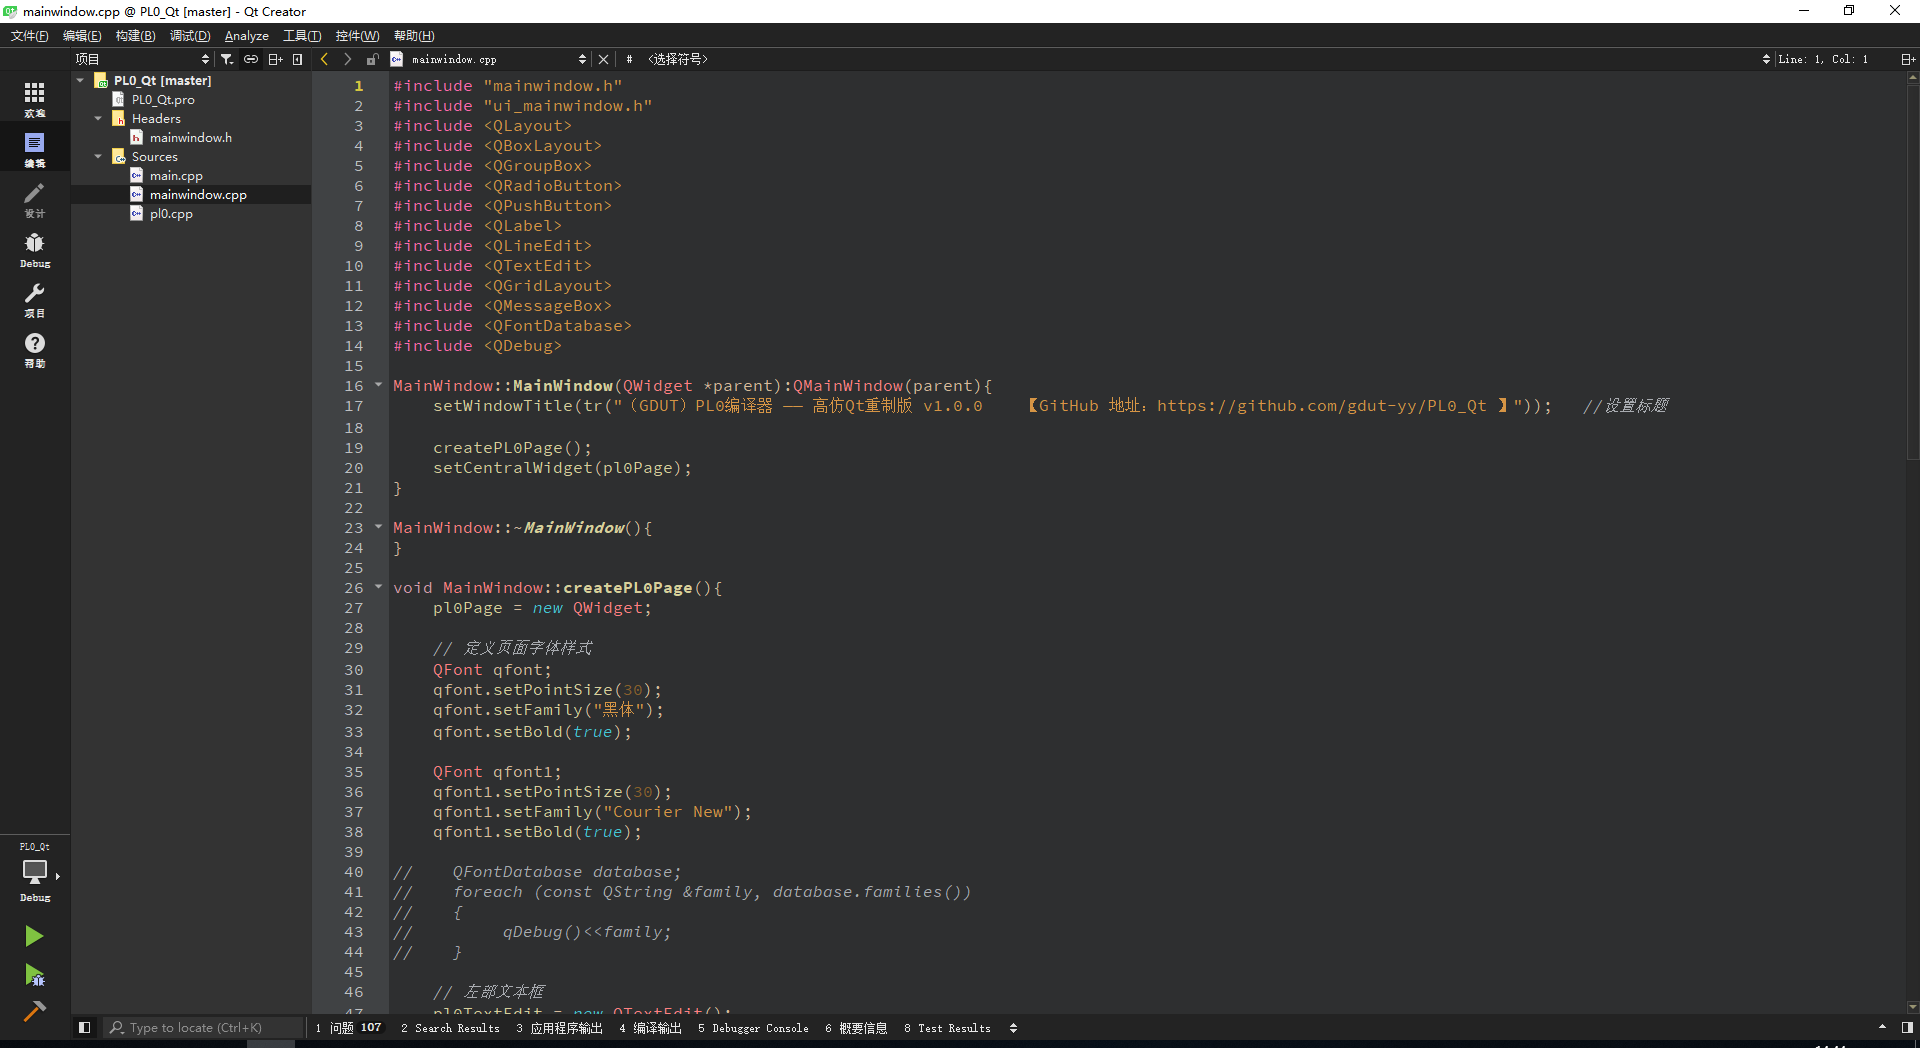 mainwindow.cpp @ PL0_Qt [master] - Qt Creator
文件(F) 编辑(E) 构建(B) 调试(D) Analyze 工具(T) 控件(W) 帮助(H)
项目 mainwindow.cpp # <选择符号> Line: 1, Col: 1
欢迎
编辑
设计
Debug
项目
帮助
PL0_Qt
Debug
PL0_Qt [master]
PL0_Qt.pro
Headers
mainwindow.h
Sources
main.cpp
mainwindow.cpp
pl0.cpp
1 #include "mainwindow.h"
2 #include "ui_mainwindow.h"
3 #include <QLayout>
4 #include <QBoxLayout>
5 #include <QGroupBox>
6 #include <QRadioButton>
7 #include <QPushButton>
8 #include <QLabel>
9 #include <QLineEdit>
10 #include <QTextEdit>
11 #include <QGridLayout>
12 #include <QMessageBox>
13 #include <QFontDatabase>
14 #include <QDebug>
15
16 MainWindow::MainWindow(QWidget *parent):QMainWindow(parent){
17     setWindowTitle(tr("（GDUT）PL0编译器 —— 高仿Qt重制版 v1.0.0    【GitHub 地址：https://github.com/gdut-yy/PL0_Qt 】"));   //设置标题
18
19     createPL0Page();
20     setCentralWidget(pl0Page);
21 }
22
23 MainWindow::~MainWindow(){
24 }
25
26 void MainWindow::createPL0Page(){
27     pl0Page = new QWidget;
28
29     // 定义页面字体样式
30     QFont qfont;
31     qfont.setPointSize(30);
32     qfont.setFamily("黑体");
33     qfont.setBold(true);
34
35     QFont qfont1;
36     qfont1.setPointSize(30);
37     qfont1.setFamily("Courier New");
38     qfont1.setBold(true);
39
40 //    QFontDatabase database;
41 //    foreach (const QString &family, database.families())
42 //    {
43 //         qDebug()<<family;
44 //    }
45
46     // 左部文本框
47     pl0TextEdit = new QTextEdit();
Type to locate (Ctrl+K) 1 问题 107 2 Search Results 3 应用程序输出 4 编译输出 5 Debugger Console 6 概要信息 8 Test Results